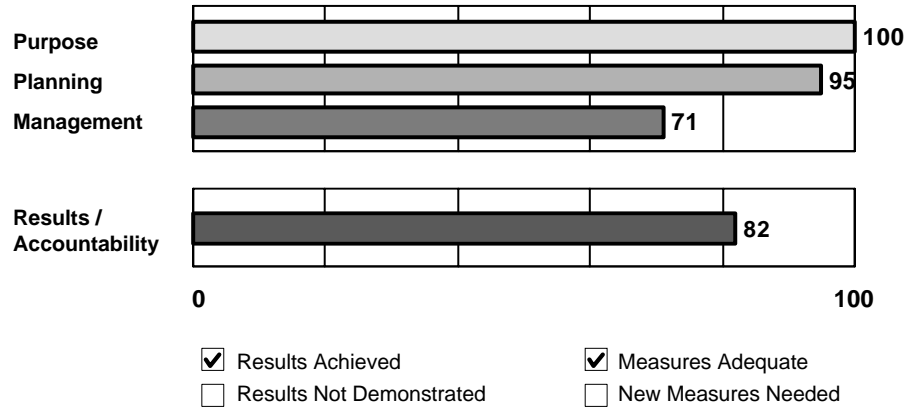 Purpose 100
Planning 95
Management 71
Results /
Accountability 82
0 100
Results Achieved Measures Adequate
Results Not Demonstrated New Measures Needed